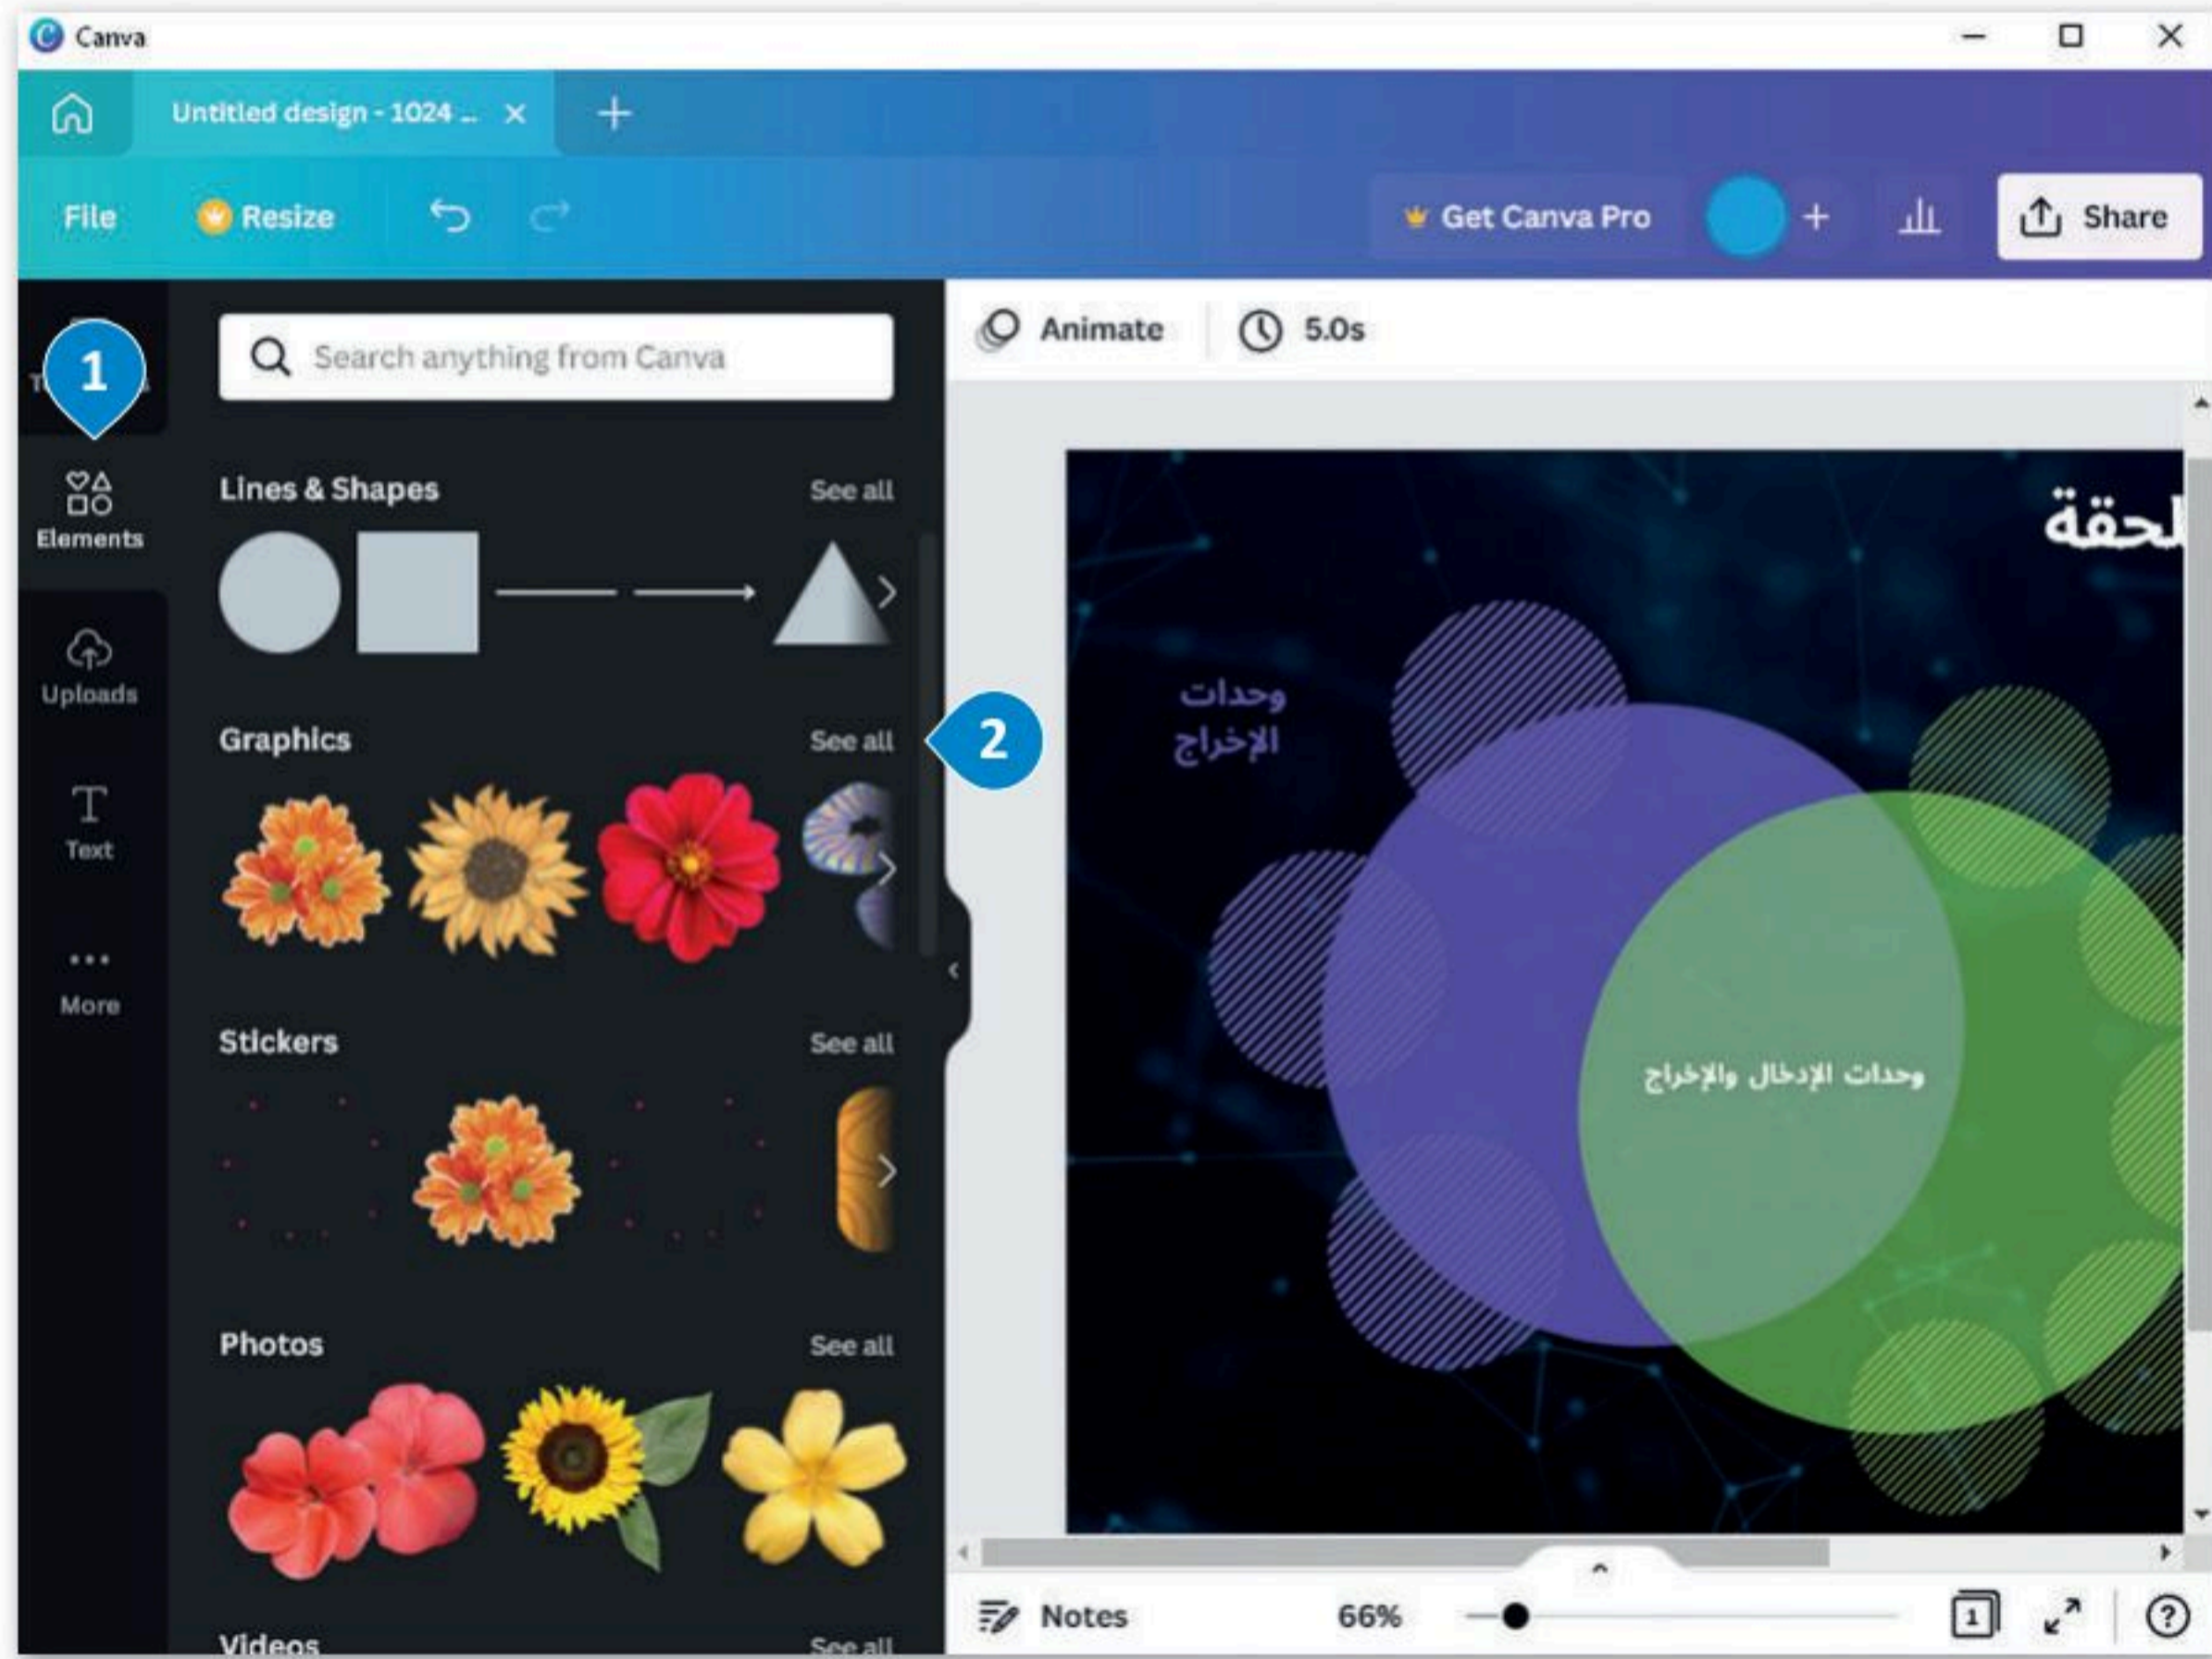 Canva
Untitled design - 1024 ...
File
Resize
Get Canva Pro
Share
1
Search anything from Canva
Animate
5.0s
Elements
Uploads
Text
More
Lines & Shapes
See all
Graphics
See all
2
Stickers
See all
Photos
See all
Videos
See all
لحقة
وحدات
الإخراج
وحدات الإدخال والإخراج
Notes
66%
1
?